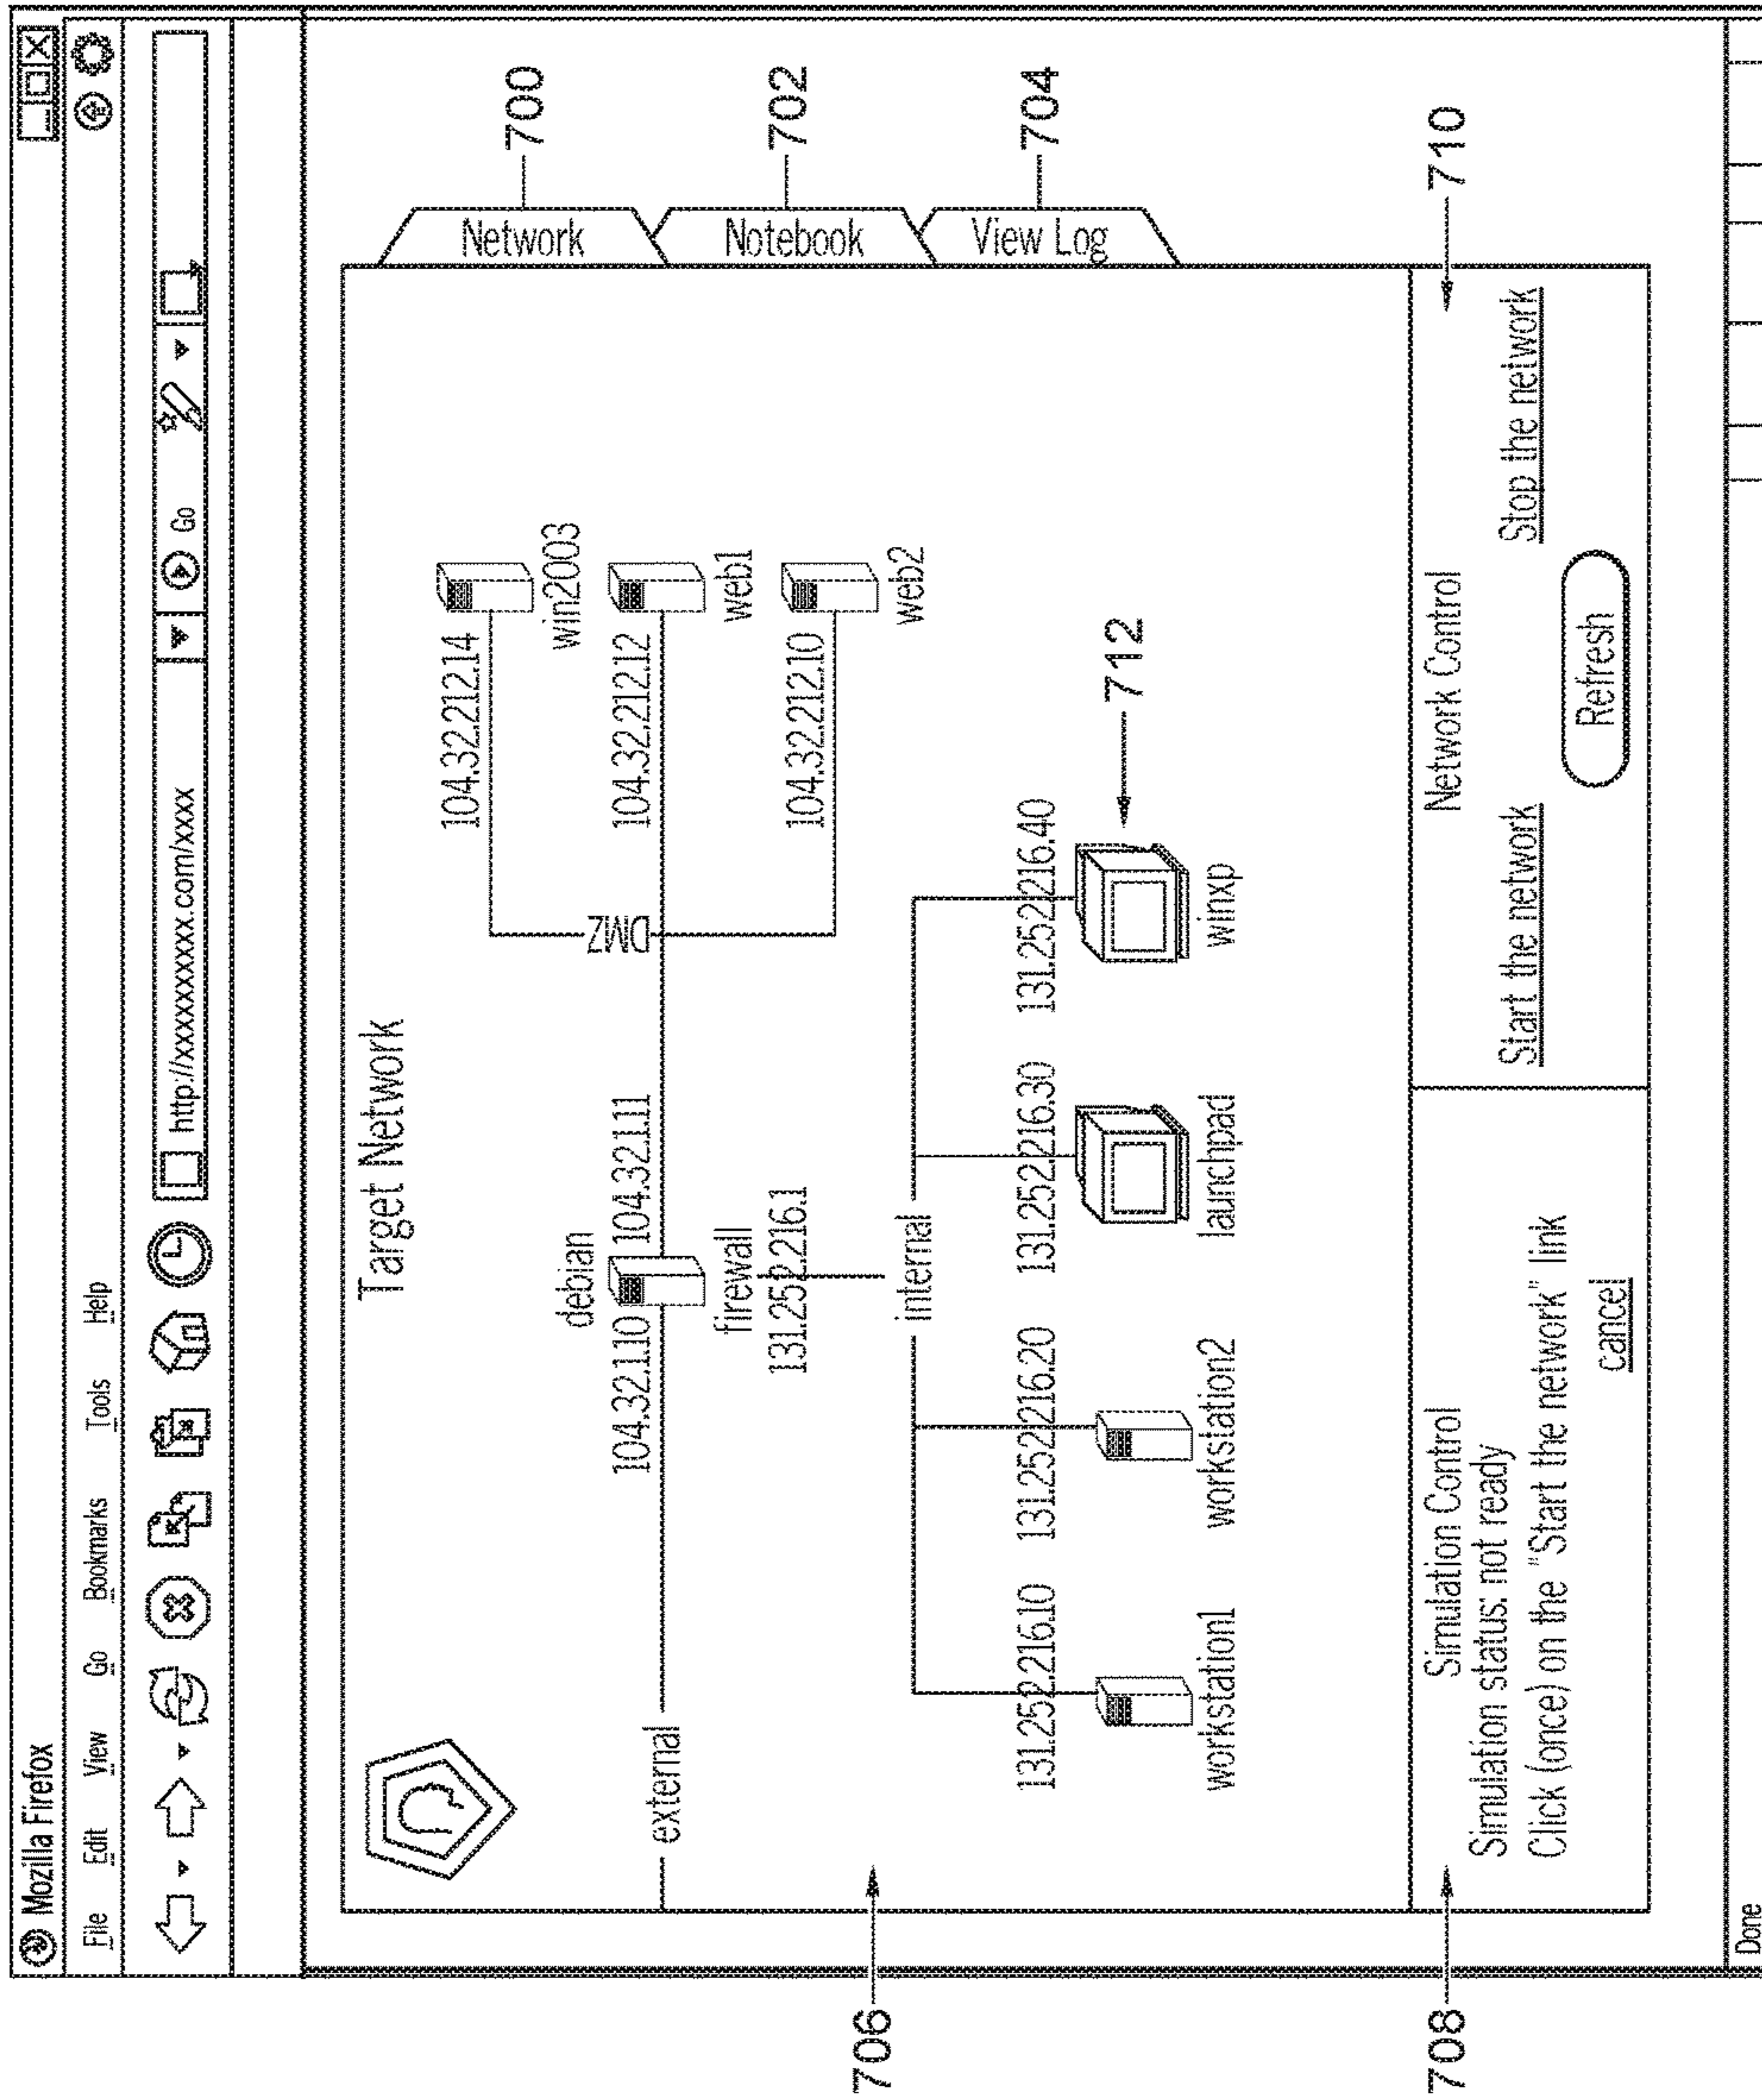 Mozilla Firefox
File Edit View Go Bookmarks Tools Help
http://xxxxxxxxxx.com/xxx Go
Target Network
Network 700
Notebook 702
View Log 704
104.32.212.14
win2003
debian
external 104.32.1.10 104.32.1.11 DMZ 104.32.212.12
web1
firewall
131.252.216.1
104.32.212.10
web2
706
internal
131.252.216.10 131.252.216.20 131.252.216.30 131.252.216.40
712
workstation1 workstation2 launchpad winxp
708
710
Simulation Control
Simulation status: not ready
Click (once) on the "Start the network" link
cancel
Network Control
Start the network Stop the network
Refresh
Done